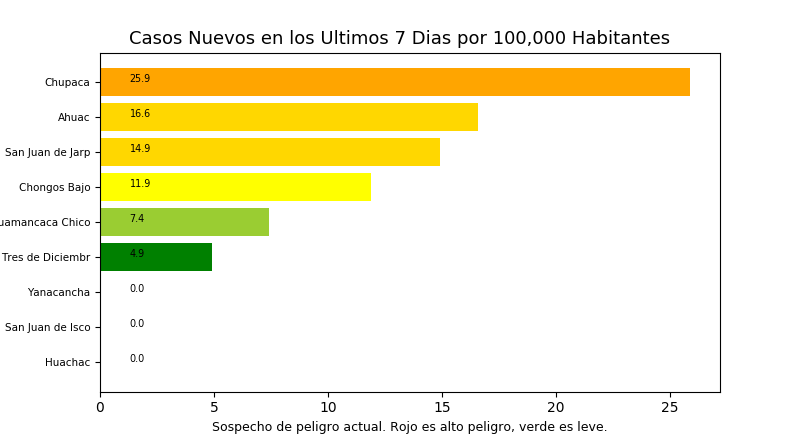 Casos Nuevos en los Ultimos 7 Dias por 100,000 Habitantes
Chupaca 25.9
Ahuac 16.6
San Juan de Jarp 14.9
Chongos Bajo 11.9
uamancaca Chico 7.4
Tres de Diciembr 4.9
Yanacancha 0.0
San Juan de Isco 0.0
Huachac 0.0
0 5 10 15 20 25
Sospecho de peligro actual. Rojo es alto peligro, verde es leve.